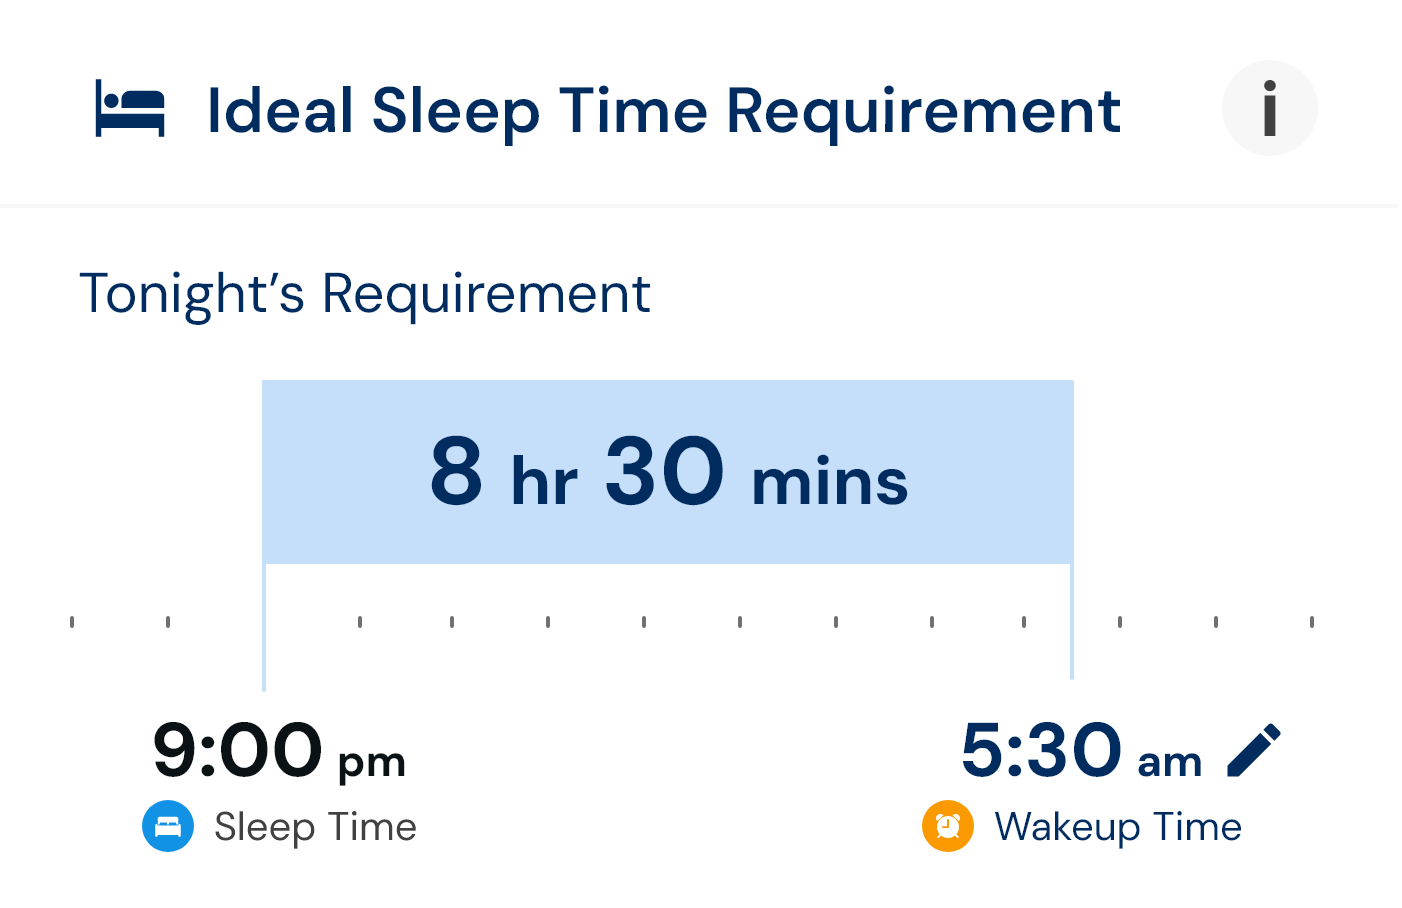 Ideal Sleep Time Requirement
i
Tonight’s Requirement
8 hr 30 mins
9:00 pm
5:30 am
Sleep Time
Wakeup Time